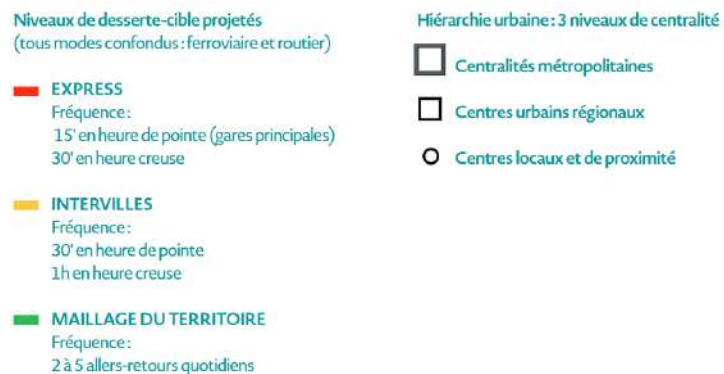 Niveaux de desserte-cible projetés
(tous modes confondus : ferroviaire et routier)
EXPRESS
Fréquence :
15' en heure de pointe (gares principales)
30' en heure creuse
INTERVILLES
Fréquence :
30' en heure de pointe
1h en heure creuse
MAILLAGE DU TERRITOIRE
Fréquence :
2 à 5 allers-retours quotidiens
Hiérarchie urbaine : 3 niveaux de centralité
Centralités métropolitaines
Centres urbains régionaux
Centres locaux et de proximité